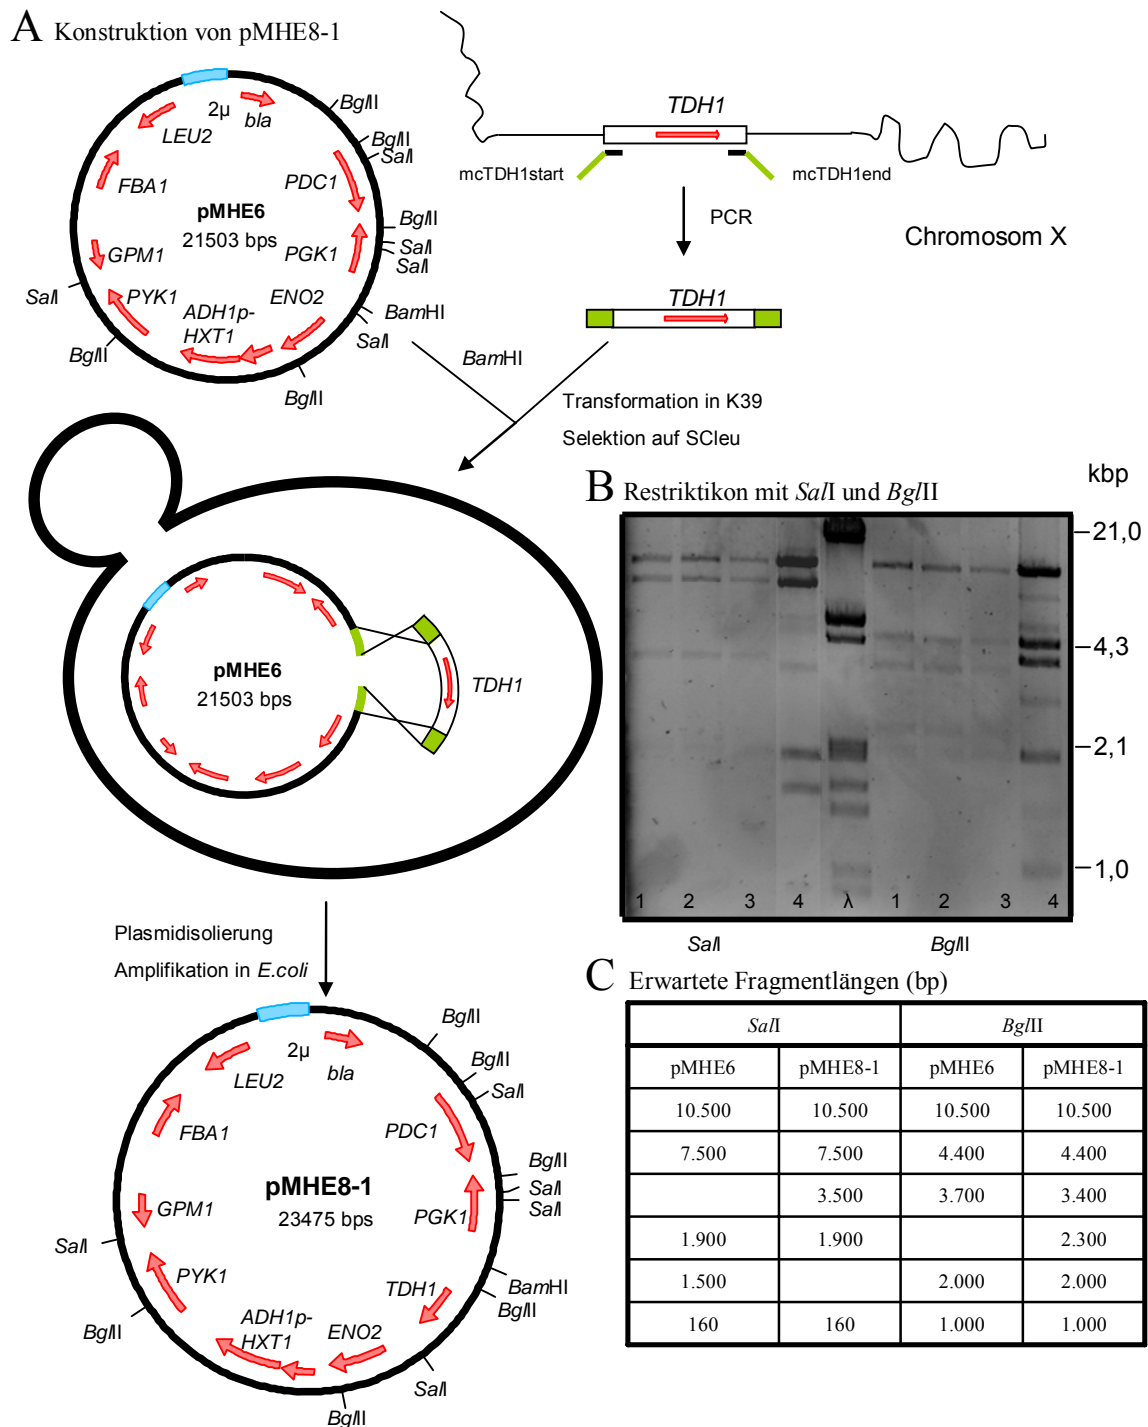 A Konstruktion von pMHE8-1
2µ
bla
LEU2
FBA1
GPM1
PYK1
ADH1p-
HXT1
ENO2
PGK1
PDC1
pMHE6
21503 bps
BglII
BglII
SalI
BglII
SalI
SalI
BamHI
SalI
BglII
BglII
SalI
TDH1
mcTDH1start
mcTDH1end
PCR
Chromosom X
TDH1
BamHI
Transformation in K39
Selektion auf SCleu
pMHE6
21503 bps
TDH1
Plasmidisolierung
Amplifikation in E.coli
2µ
bla
LEU2
FBA1
GPM1
PYK1
ADH1p-
HXT1
ENO2
TDH1
PGK1
PDC1
pMHE8-1
23475 bps
BglII
BglII
SalI
BglII
SalI
SalI
BamHI
BglII
SalI
BglII
BglII
SalI
B Restriktikon mit SalI und BglII
kbp
21,0
4,3
2,1
1,0
1 2 3 4 λ 1 2 3 4
SalI BglII
C Erwartete Fragmentlängen (bp)
SalI BglII
pMHE6 pMHE8-1 pMHE6 pMHE8-1
10.500 10.500 10.500 10.500
7.500 7.500 4.400 4.400
3.500 3.700 3.400
1.900 1.900 2.300
1.500 2.000 2.000
160 160 1.000 1.000